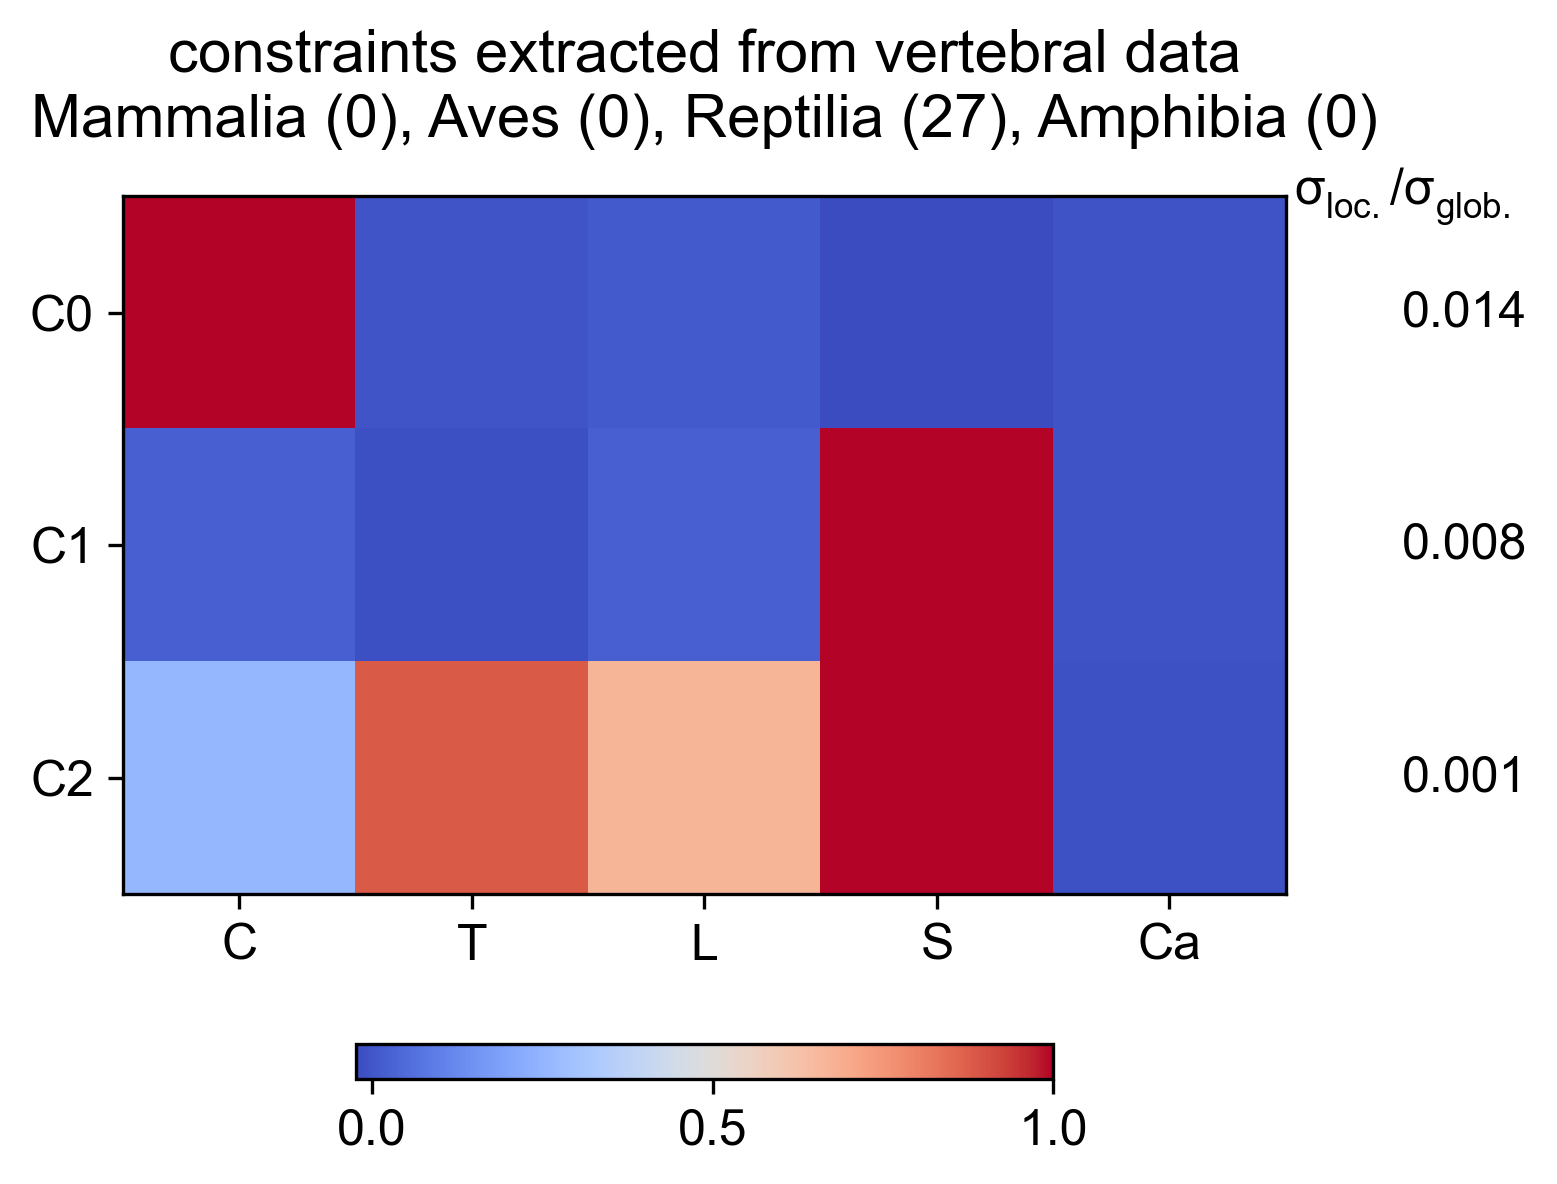 constraints extracted from vertebral data
Mammalia (0), Aves (0), Reptilia (27), Amphibia (0)
σloc. /σglob.
C0
0.014
C1
0.008
C2
0.001
C T L S Ca
0.0 0.5 1.0